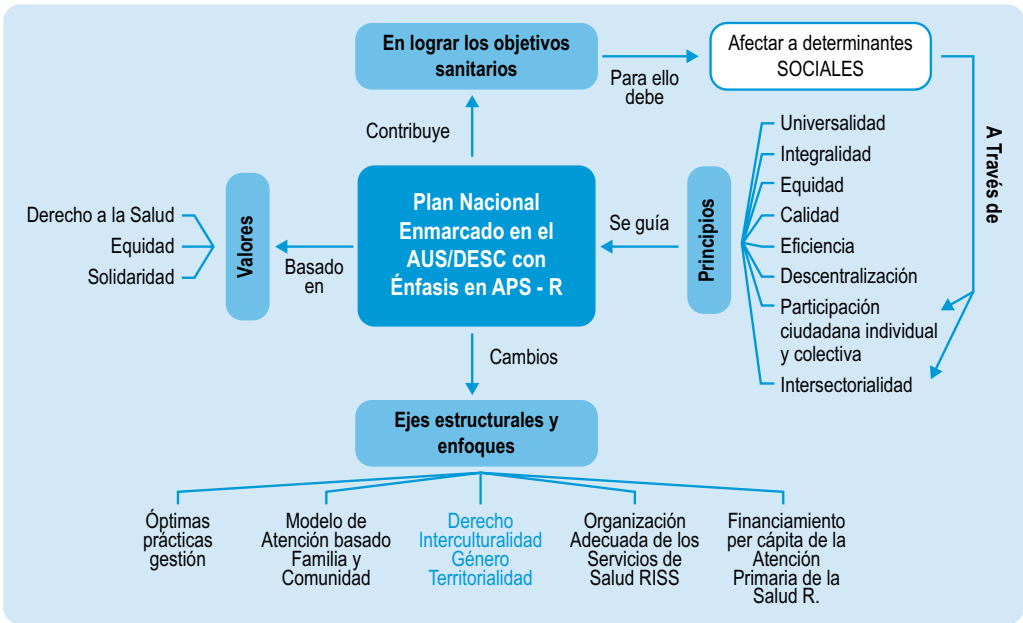 En lograr los objetivos
sanitarios
Para ello
debe
Afectar a determinantes
SOCIALES
A Través de
Contribuye
Plan Nacional
Enmarcado en el
AUS/DESC con
Énfasis en APS - R
Basado
en
Valores
Derecho a la Salud
Equidad
Solidaridad
Se guía
Principios
Universalidad
Integralidad
Equidad
Calidad
Eficiencia
Descentralización
Participación
ciudadana individual
y colectiva
Intersectorialidad
Cambios
Ejes estructurales y
enfoques
Óptimas
prácticas
gestión
Modelo de
Atención basado
Familia y
Comunidad
Derecho
Interculturalidad
Género
Territorialidad
Organización
Adecuada de los
Servicios de
Salud RISS
Financiamiento
per cápita de la
Atención
Primaria de la
Salud R.